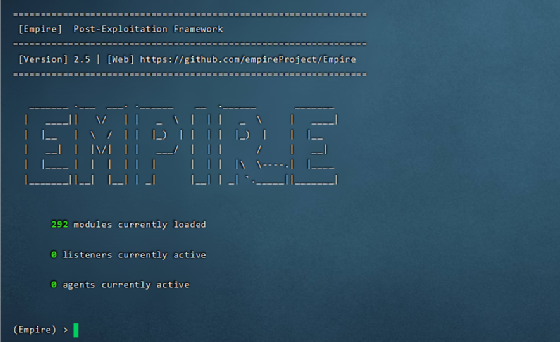 ================================================================
[Empire]  Post-Exploitation Framework
================================================================
[Version] 2.5 | [Web] https://github.com/empireProject/Empire
================================================================
EMPIRE
292 modules currently loaded
0 listeners currently active
0 agents currently active
(Empire) >